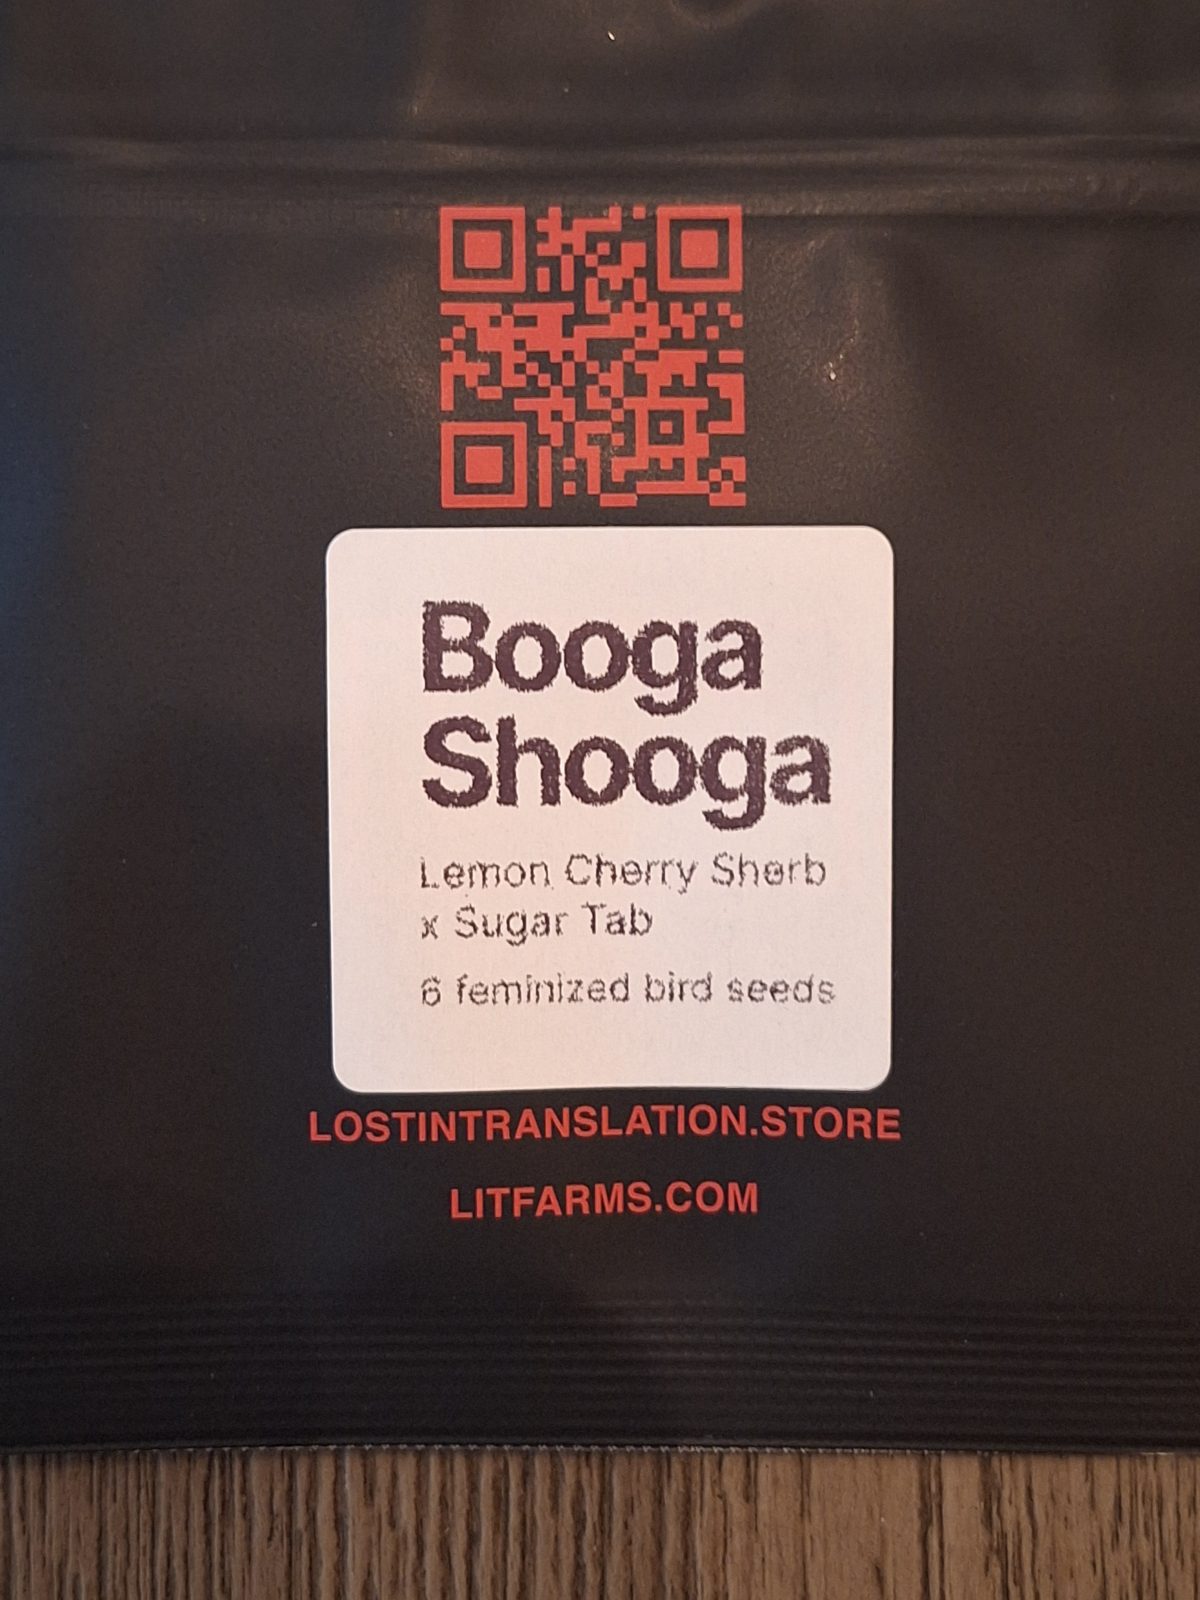 Booga
Shooga
Lemon Cherry Sherb
x Sugar Tab
6 feminized bird seeds
LOSTINTRANSLATION.STORE
LITFARMS.COM